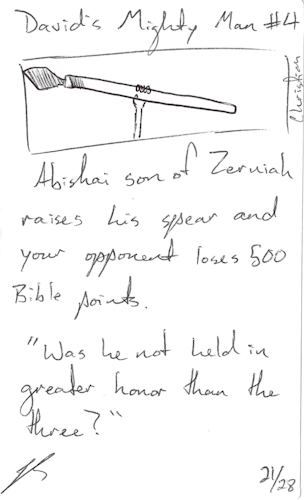 David's Mighty Man #4
Christian
Abishai son of Zeruiah
raises his spear and
your opponent loses 500
Bible points.
"Was he not held in
greater honor than the
three?"
21/28